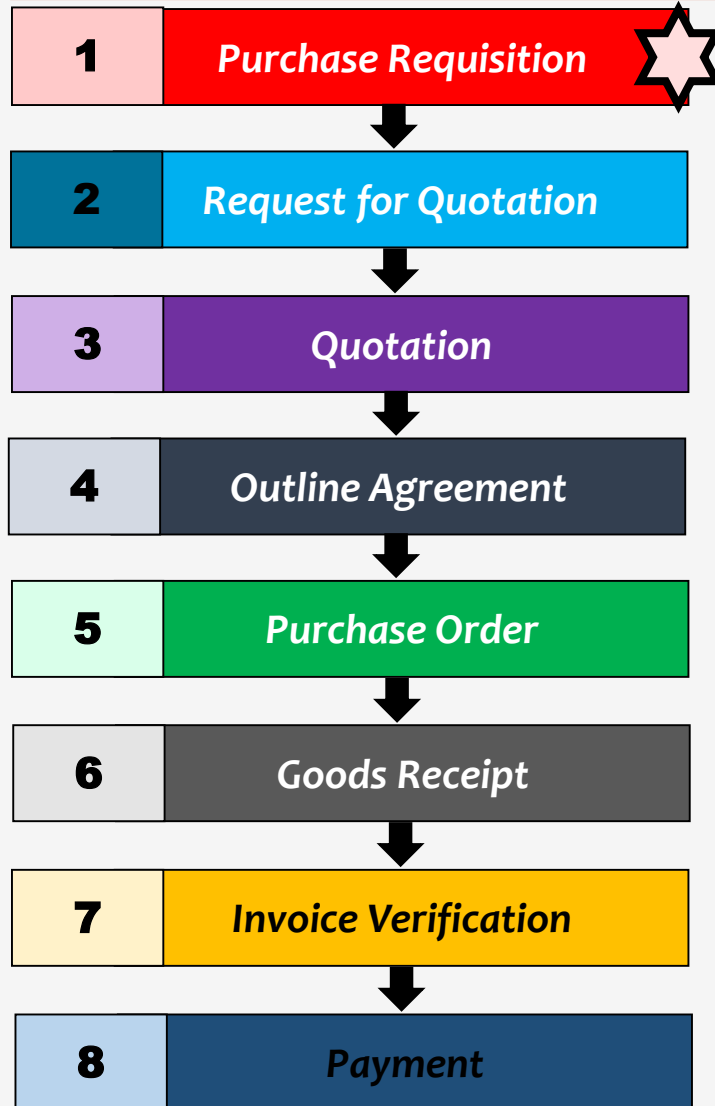 1 Purchase Requisition
2 Request for Quotation
3 Quotation
4 Outline Agreement
5 Purchase Order
6 Goods Receipt
7 Invoice Verification
8 Payment